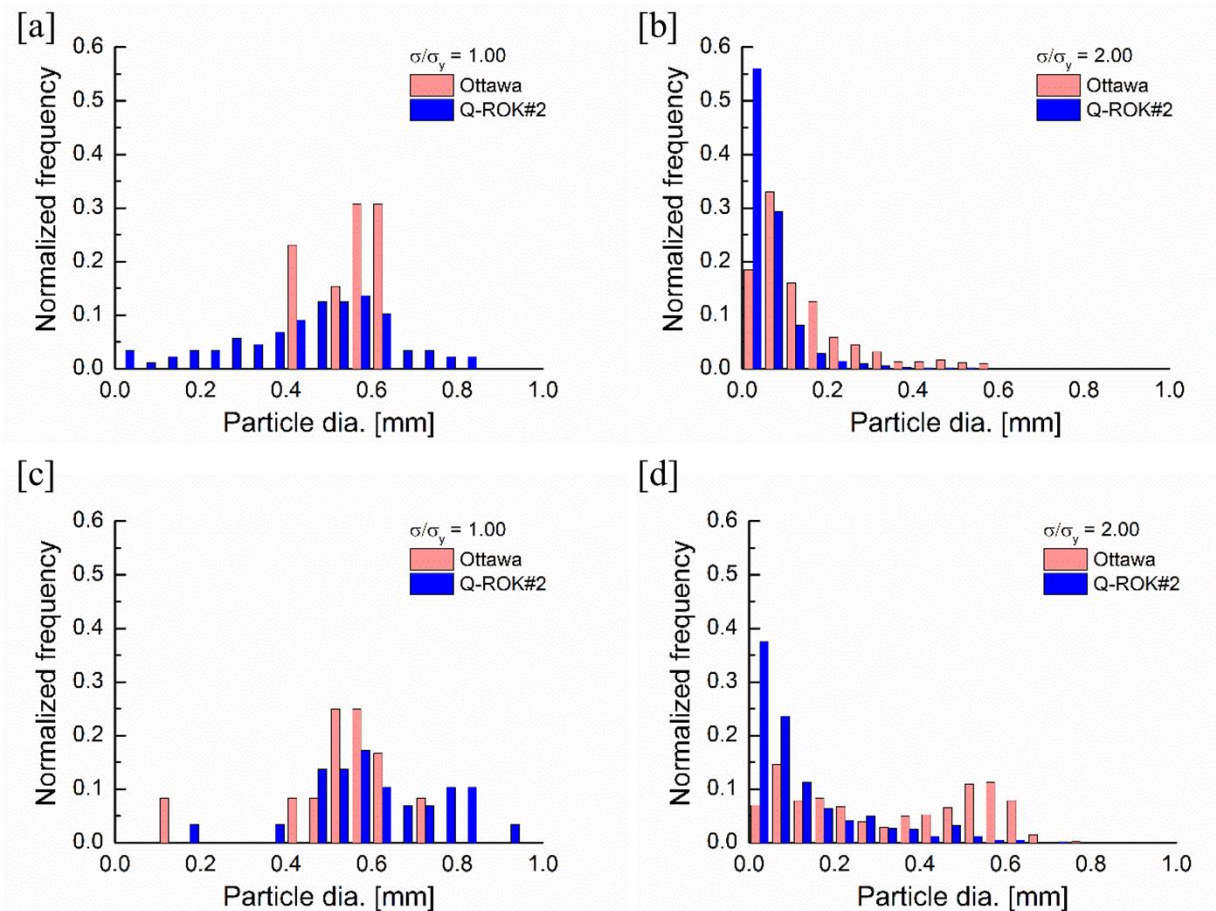 [a]
0.6
0.5
0.4
0.3
0.2
0.1
0.0
Normalized frequency
σ/σy = 1.00
Ottawa
Q-ROK#2
0.0 0.2 0.4 0.6 0.8 1.0
Particle dia. [mm]
[b]
0.6
0.5
0.4
0.3
0.2
0.1
0.0
Normalized frequency
σ/σy = 2.00
Ottawa
Q-ROK#2
0.0 0.2 0.4 0.6 0.8 1.0
Particle dia. [mm]
[c]
0.6
0.5
0.4
0.3
0.2
0.1
0.0
Normalized frequency
σ/σy = 1.00
Ottawa
Q-ROK#2
0.0 0.2 0.4 0.6 0.8 1.0
Particle dia. [mm]
[d]
0.6
0.5
0.4
0.3
0.2
0.1
0.0
Normalized frequency
σ/σy = 2.00
Ottawa
Q-ROK#2
0.0 0.2 0.4 0.6 0.8 1.0
Particle dia. [mm]